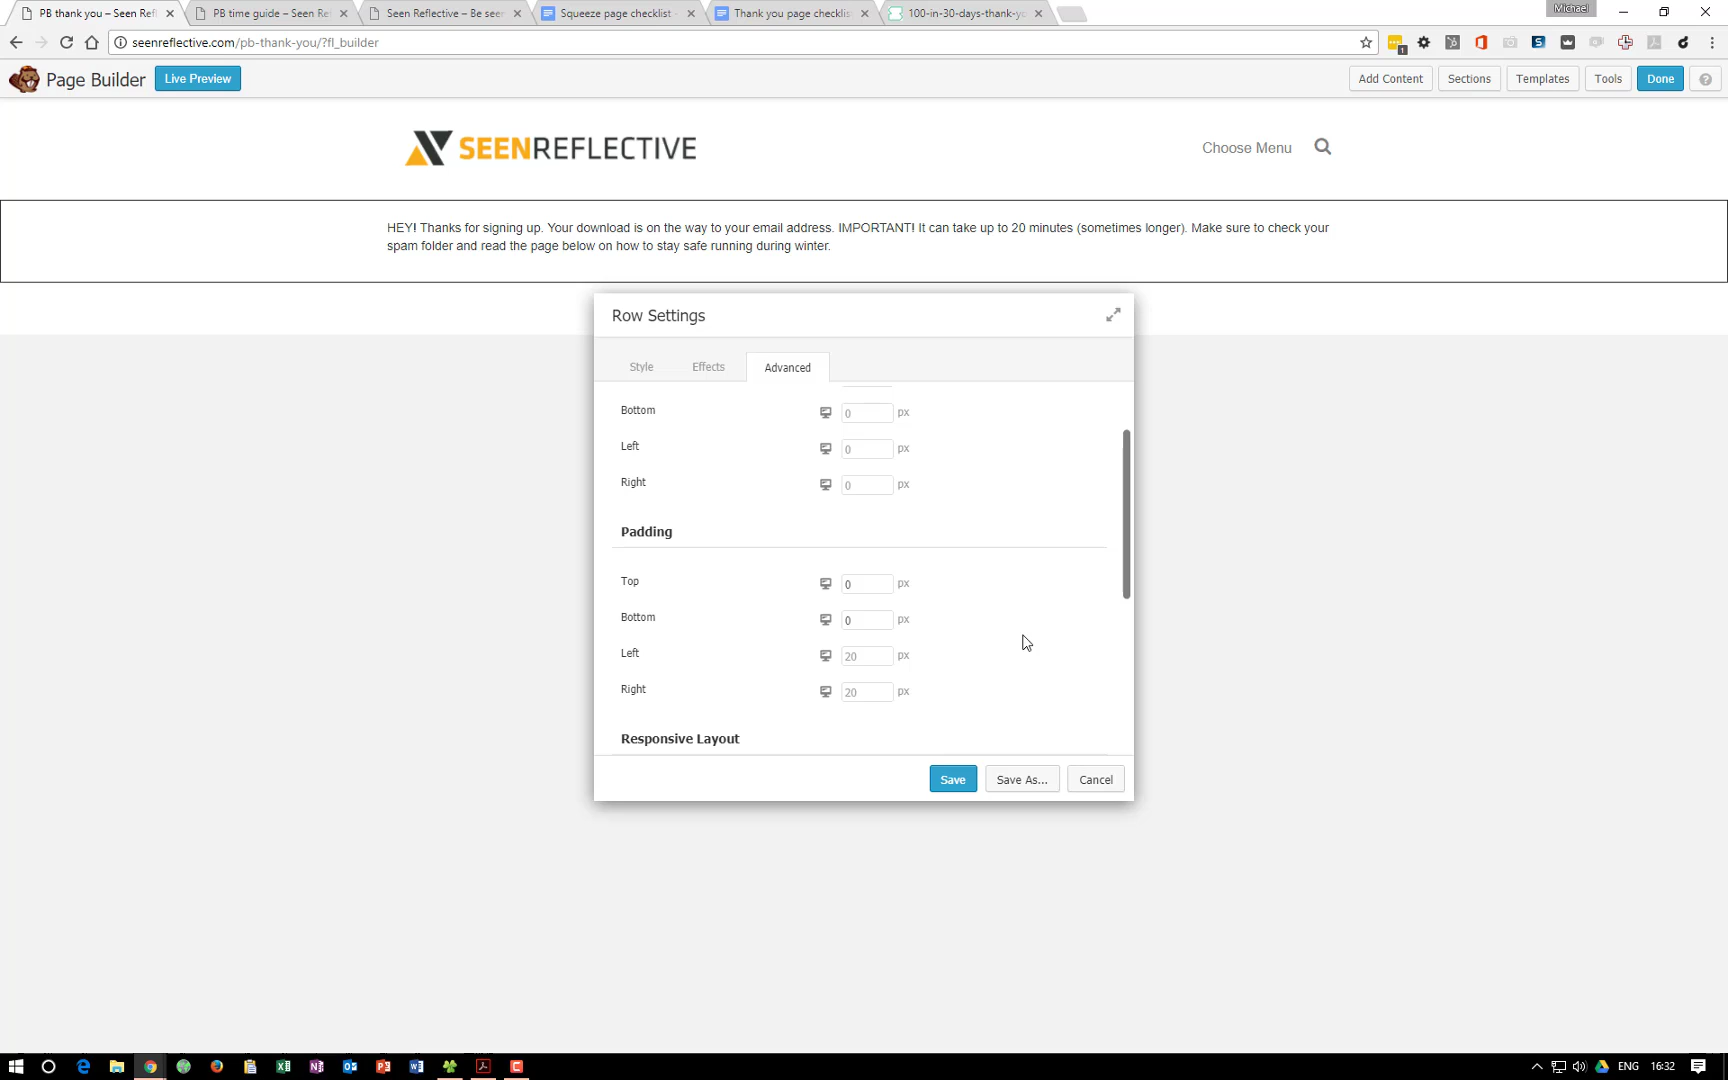 PB thank you – Seen Refl
PB time guide – Seen Re
Seen Reflective – Be seen
Squeeze page checklist -
Thank you page checklis
100-in-30-days-thank-yo
Michael
seenreflective.com/pb-thank-you/?fl_builder
1
Page Builder
Live Preview
Add Content
Sections
Templates
Tools
Done
?
SEENREFLECTIVE
Choose Menu
HEY! Thanks for signing up. Your download is on the way to your email address. IMPORTANT! It can take up to 20 minutes (sometimes longer). Make sure to check your
spam folder and read the page below on how to stay safe running during winter.
Row Settings
Style
Effects
Advanced
Bottom 0 px
Left 0 px
Right 0 px
Padding
Top 0 px
Bottom 0 px
Left 20 px
Right 20 px
Responsive Layout
Save
Save As...
Cancel
ENG
16:32